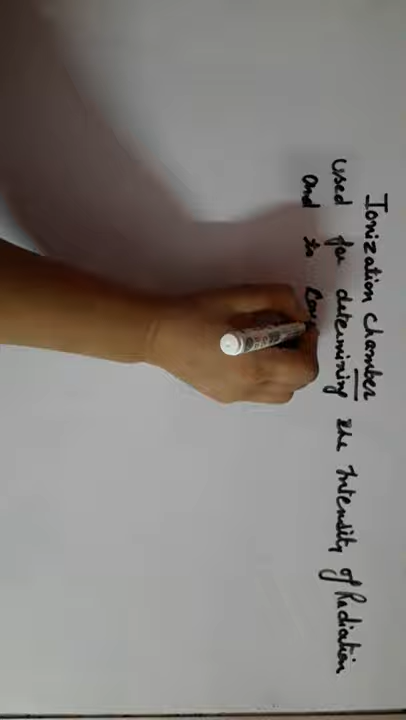 Ionization chamber
used for determining the Intensity of Radiation
and to